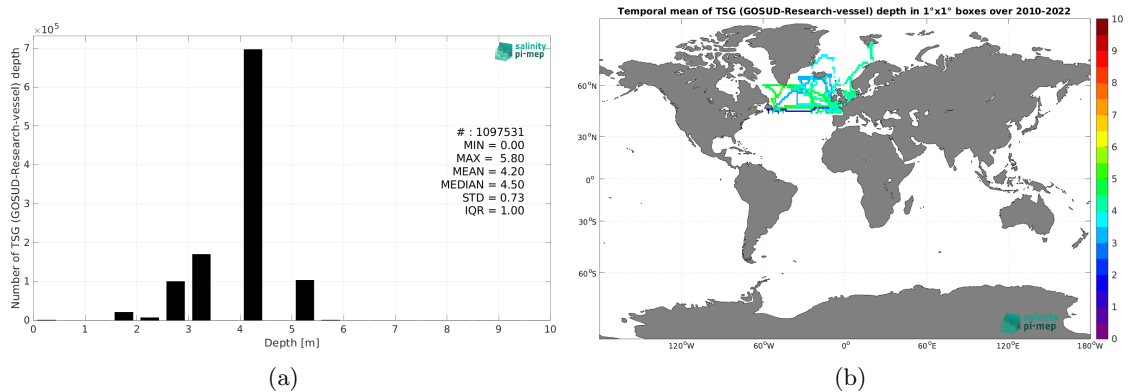 ×10⁵
7
6
5
4
3
2
1
0
Number of TSG (GOSUD-Research-vessel) depth
salinity
pi-mep
# : 1097531
MIN = 0.00
MAX = 5.80
MEAN = 4.20
MEDIAN = 4.50
STD = 0.73
IQR = 1.00
0 1 2 3 4 5 6 7 8 9 10
Depth [m]
(a)
Temporal mean of TSG (GOSUD-Research-vessel) depth in 1°x1° boxes over 2010-2022
60°N
30°N
0°
30°S
60°S
120°W 60°W 0° 60°E 120°E 180°W
salinity
pi-mep
10
9
8
7
6
5
4
3
2
1
0
(b)